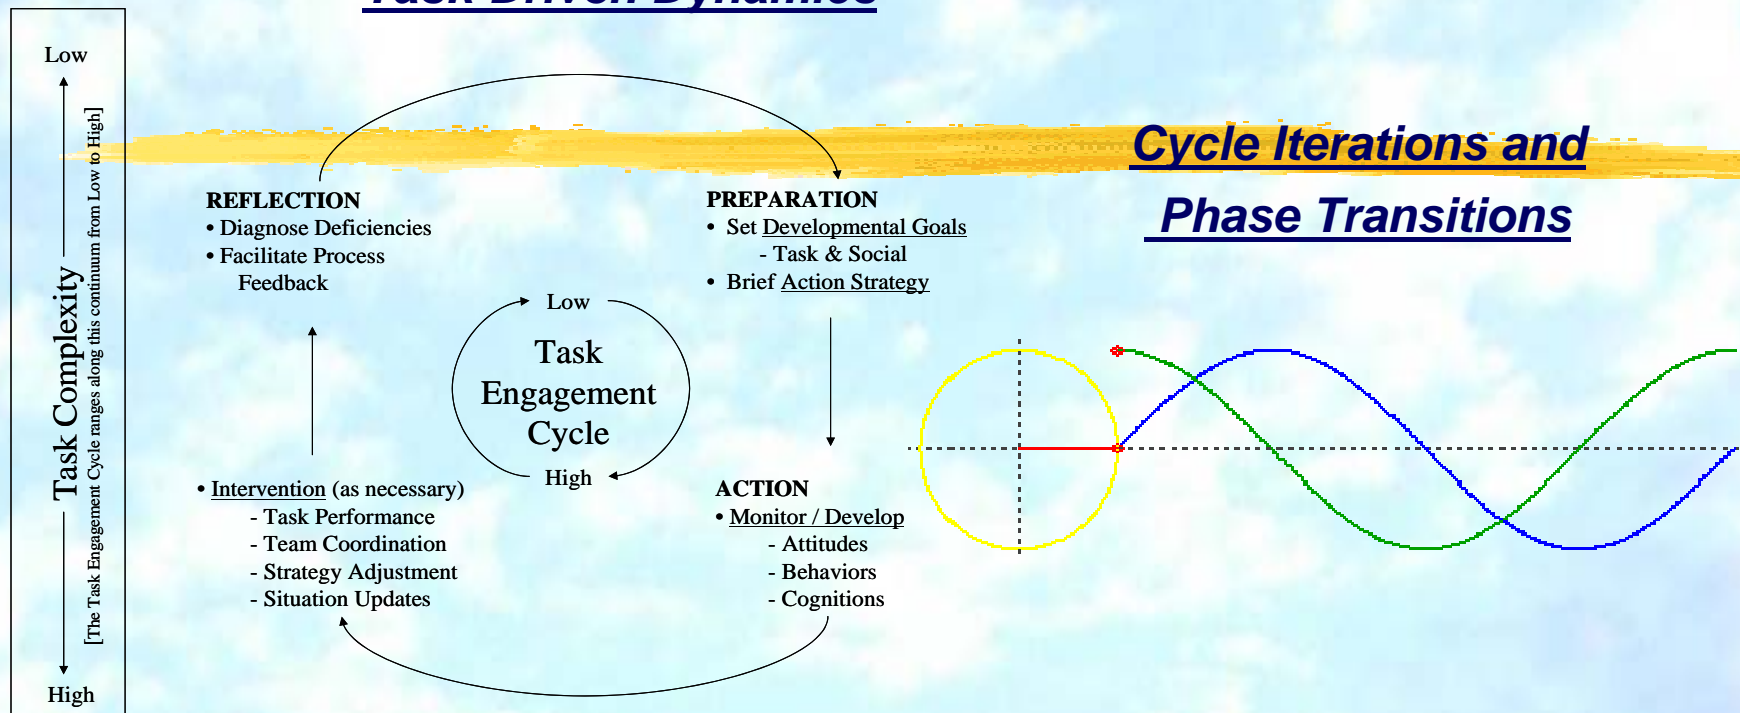 Task-Driven Dynamics
Low
Task Complexity
[The Task Engagement Cycle ranges along this continuum from Low to High]
High
REFLECTION
• Diagnose Deficiencies
• Facilitate Process
Feedback
PREPARATION
• Set Developmental Goals
- Task & Social
• Brief Action Strategy
Low
Task
Engagement
Cycle
High
• Intervention (as necessary)
- Task Performance
- Team Coordination
- Strategy Adjustment
- Situation Updates
ACTION
• Monitor / Develop
- Attitudes
- Behaviors
- Cognitions
Cycle Iterations and
Phase Transitions